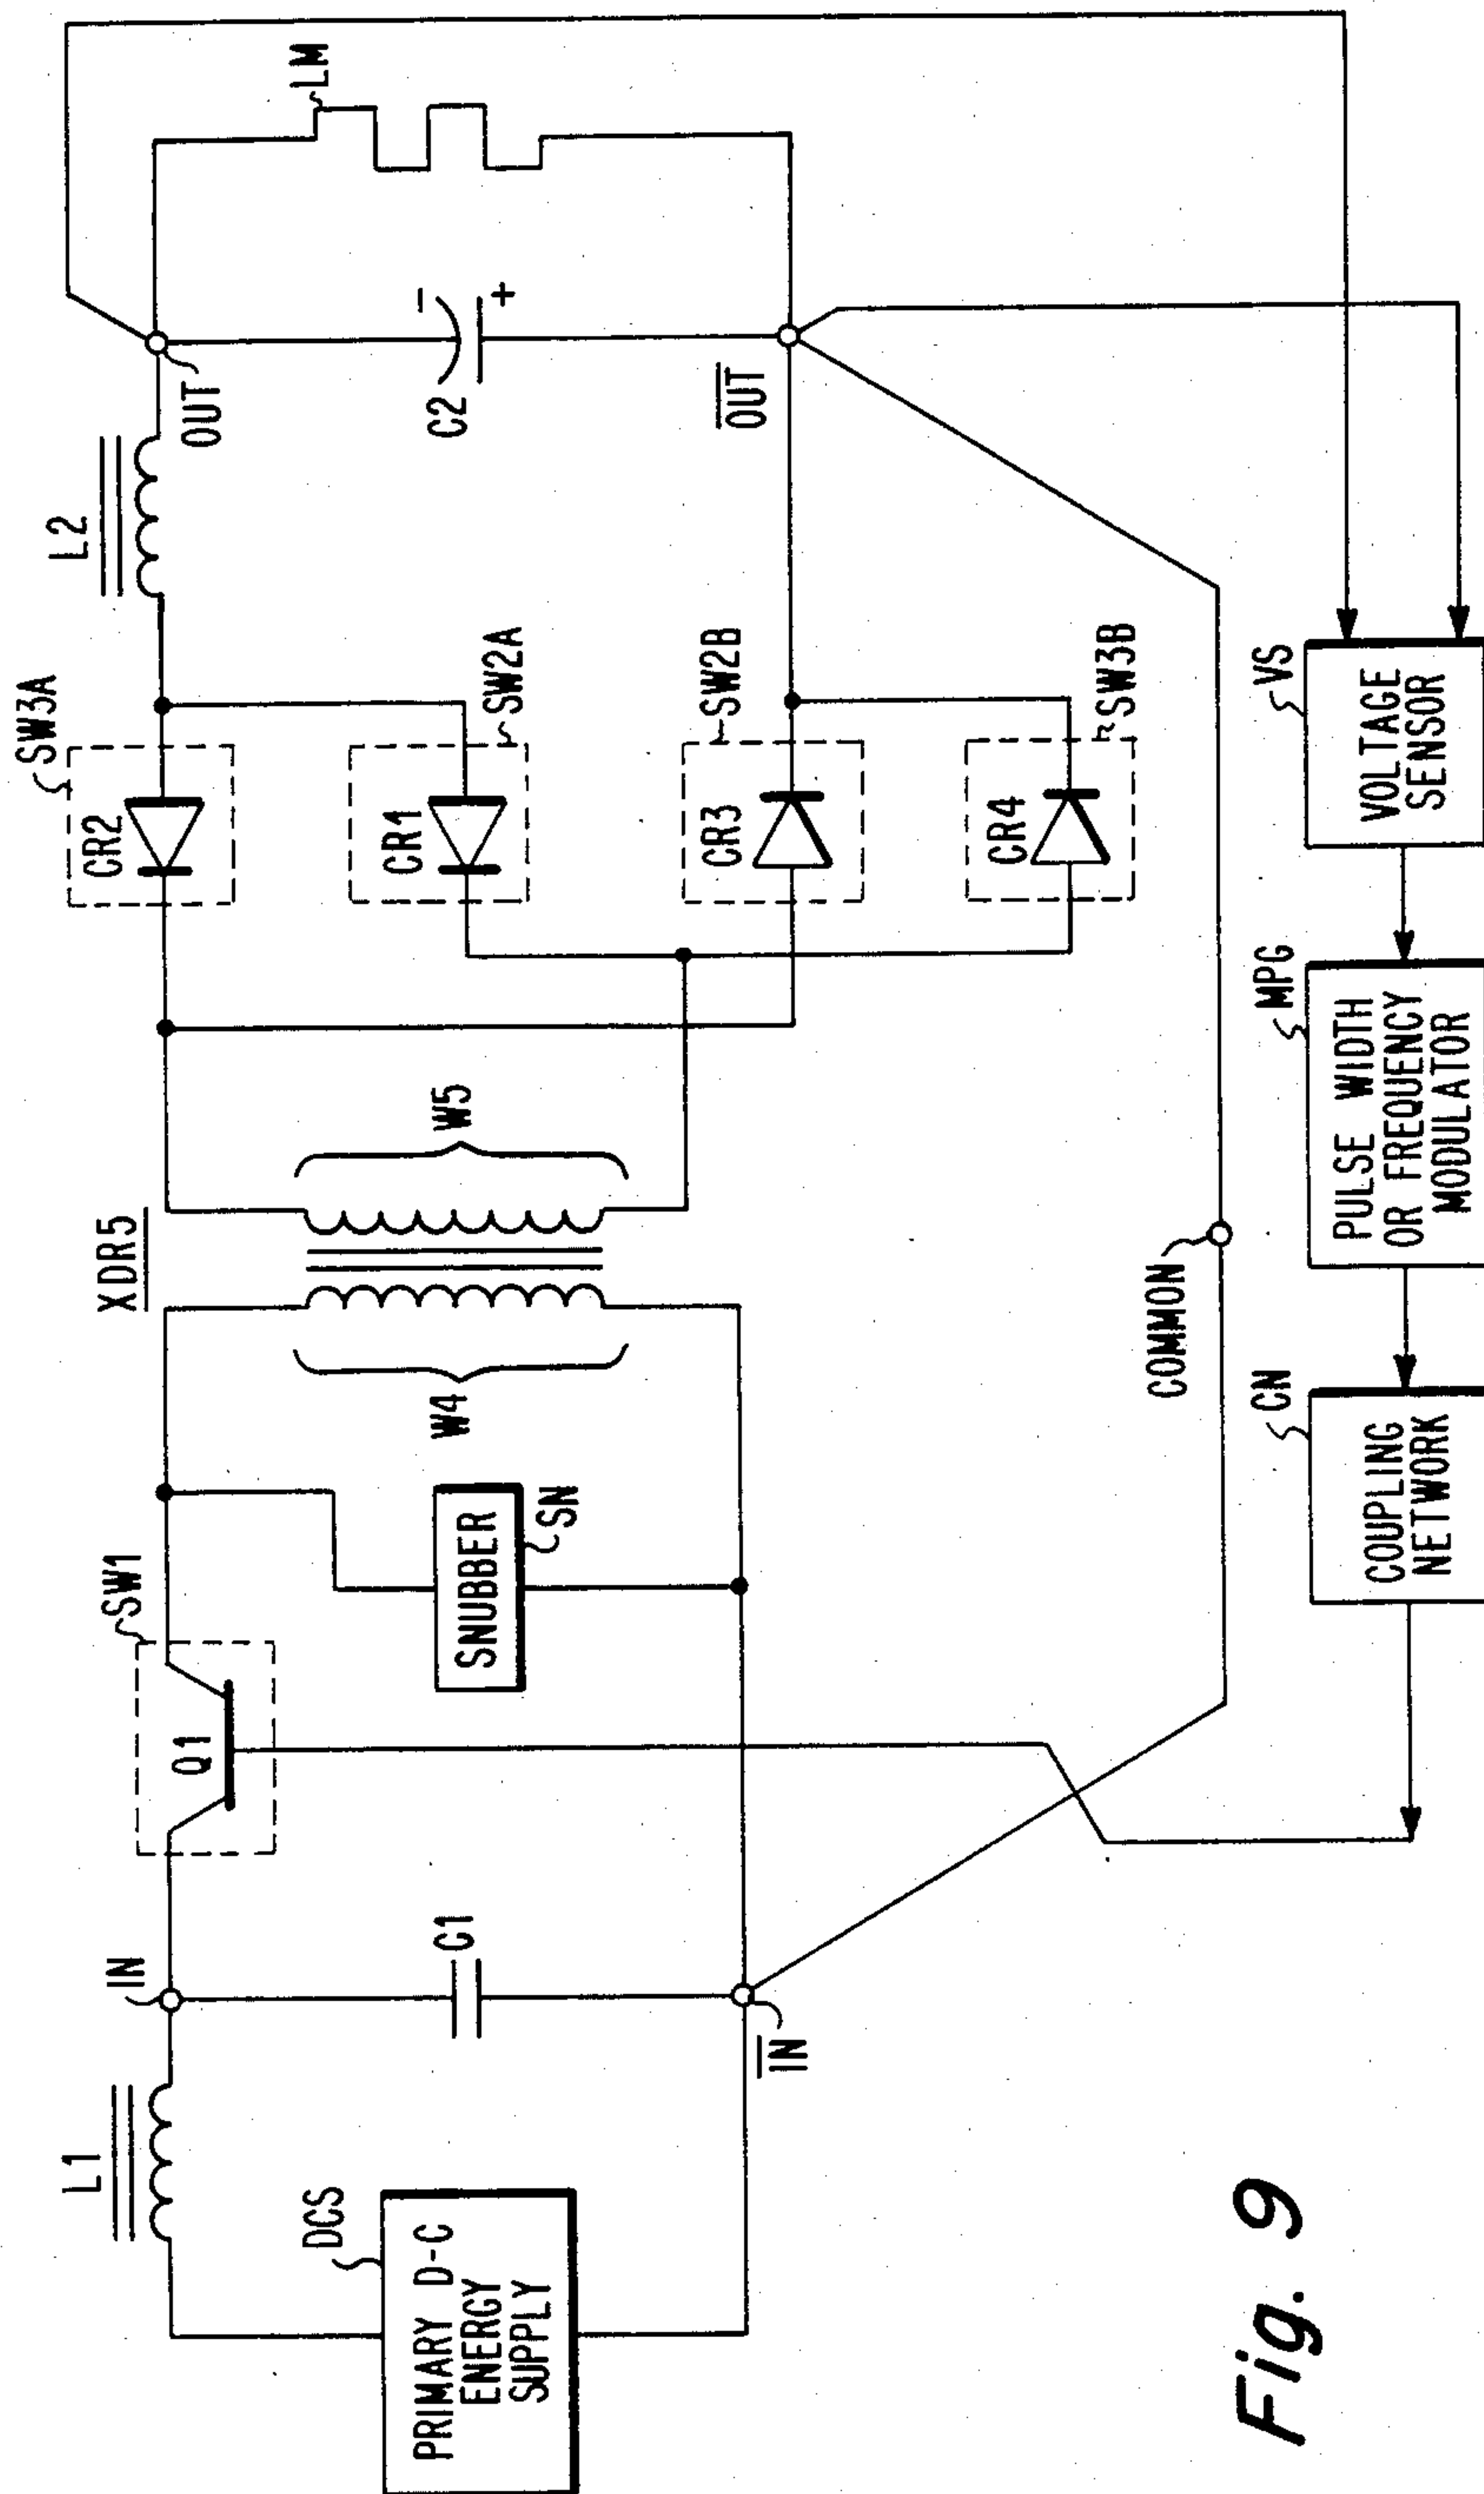 L1
IN
SW1
Q1
XDR5
SW3A
CR2
L2
OUT
LM
DCS
PRIMARY D-C
ENERGY
SUPPLY
C1
SNUBBER
SN
W4
W5
CR1
SW2A
C2
-
+
IN
CR3
SW2B
OUT
CR4
SW3B
COMMON
CN
COUPLING
NETWORK
MPG
PULSE WIDTH
OR FREQUENCY
MODULATOR
VS
VOLTAGE
SENSOR
Fig. 9